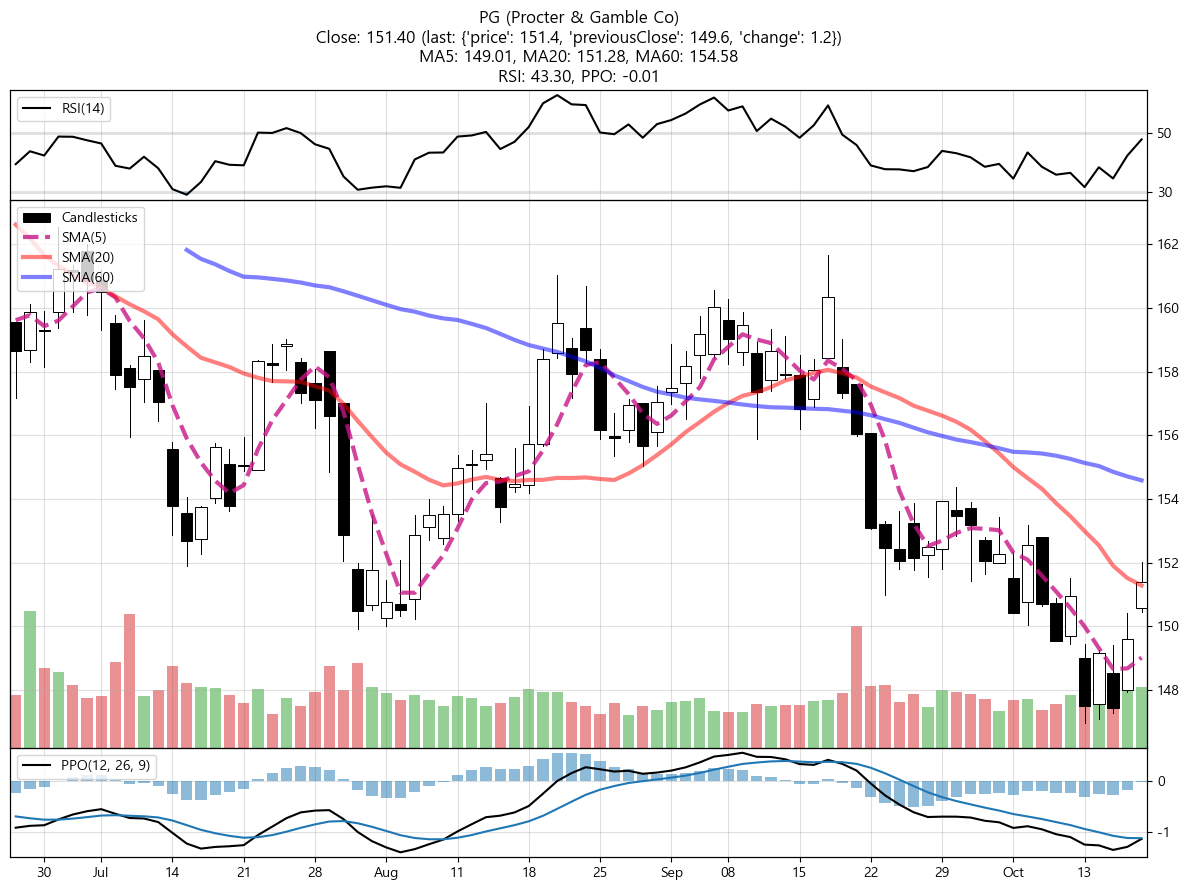 PG (Procter & Gamble Co)
Close: 151.40 (last: {'price': 151.4, 'previousClose': 149.6, 'change': 1.2})
MA5: 149.01, MA20: 151.28, MA60: 154.58
RSI: 43.30, PPO: -0.01
RSI(14)
50
30
Candlesticks
SMA(5)
SMA(20)
SMA(60)
162
160
158
156
154
152
150
148
PPO(12, 26, 9)
0
-1
30 Jul 14 21 28 Aug 11 18 25 Sep 08 15 22 29 Oct 13